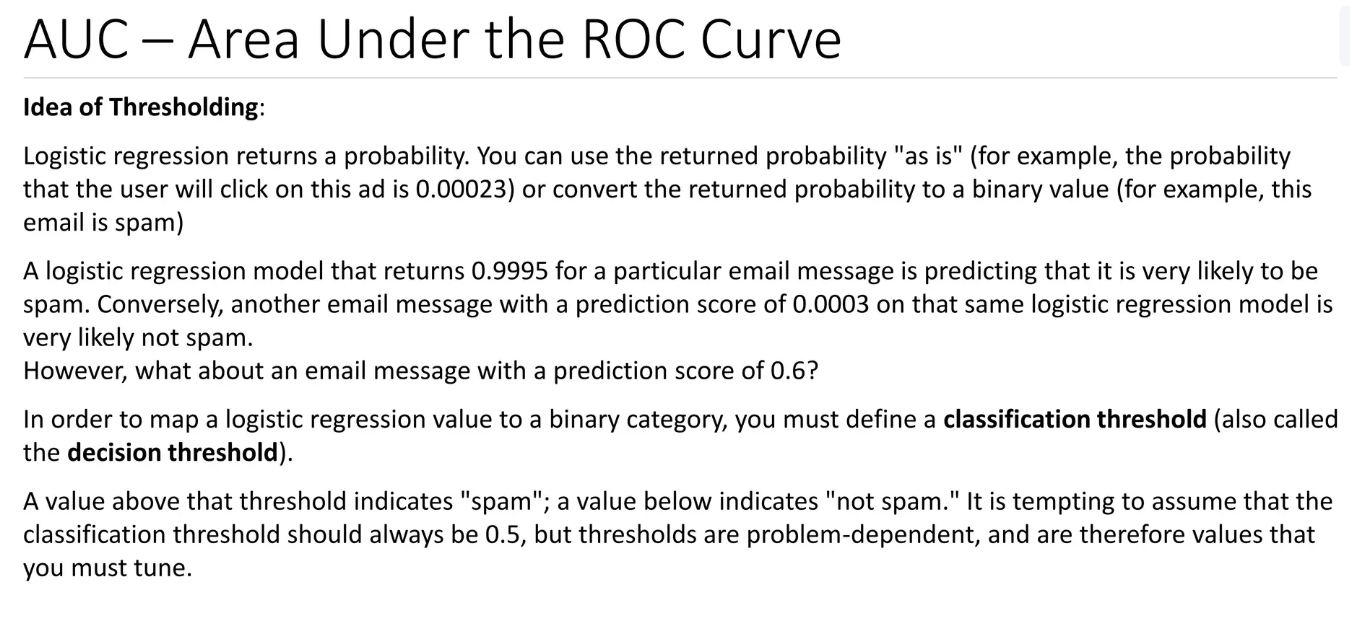 AUC – Area Under the ROC Curve
Idea of Thresholding:
Logistic regression returns a probability. You can use the returned probability "as is" (for example, the probability
that the user will click on this ad is 0.00023) or convert the returned probability to a binary value (for example, this
email is spam)
A logistic regression model that returns 0.9995 for a particular email message is predicting that it is very likely to be
spam. Conversely, another email message with a prediction score of 0.0003 on that same logistic regression model is
very likely not spam.
However, what about an email message with a prediction score of 0.6?
In order to map a logistic regression value to a binary category, you must define a classification threshold (also called
the decision threshold).
A value above that threshold indicates "spam"; a value below indicates "not spam." It is tempting to assume that the
classification threshold should always be 0.5, but thresholds are problem-dependent, and are therefore values that
you must tune.